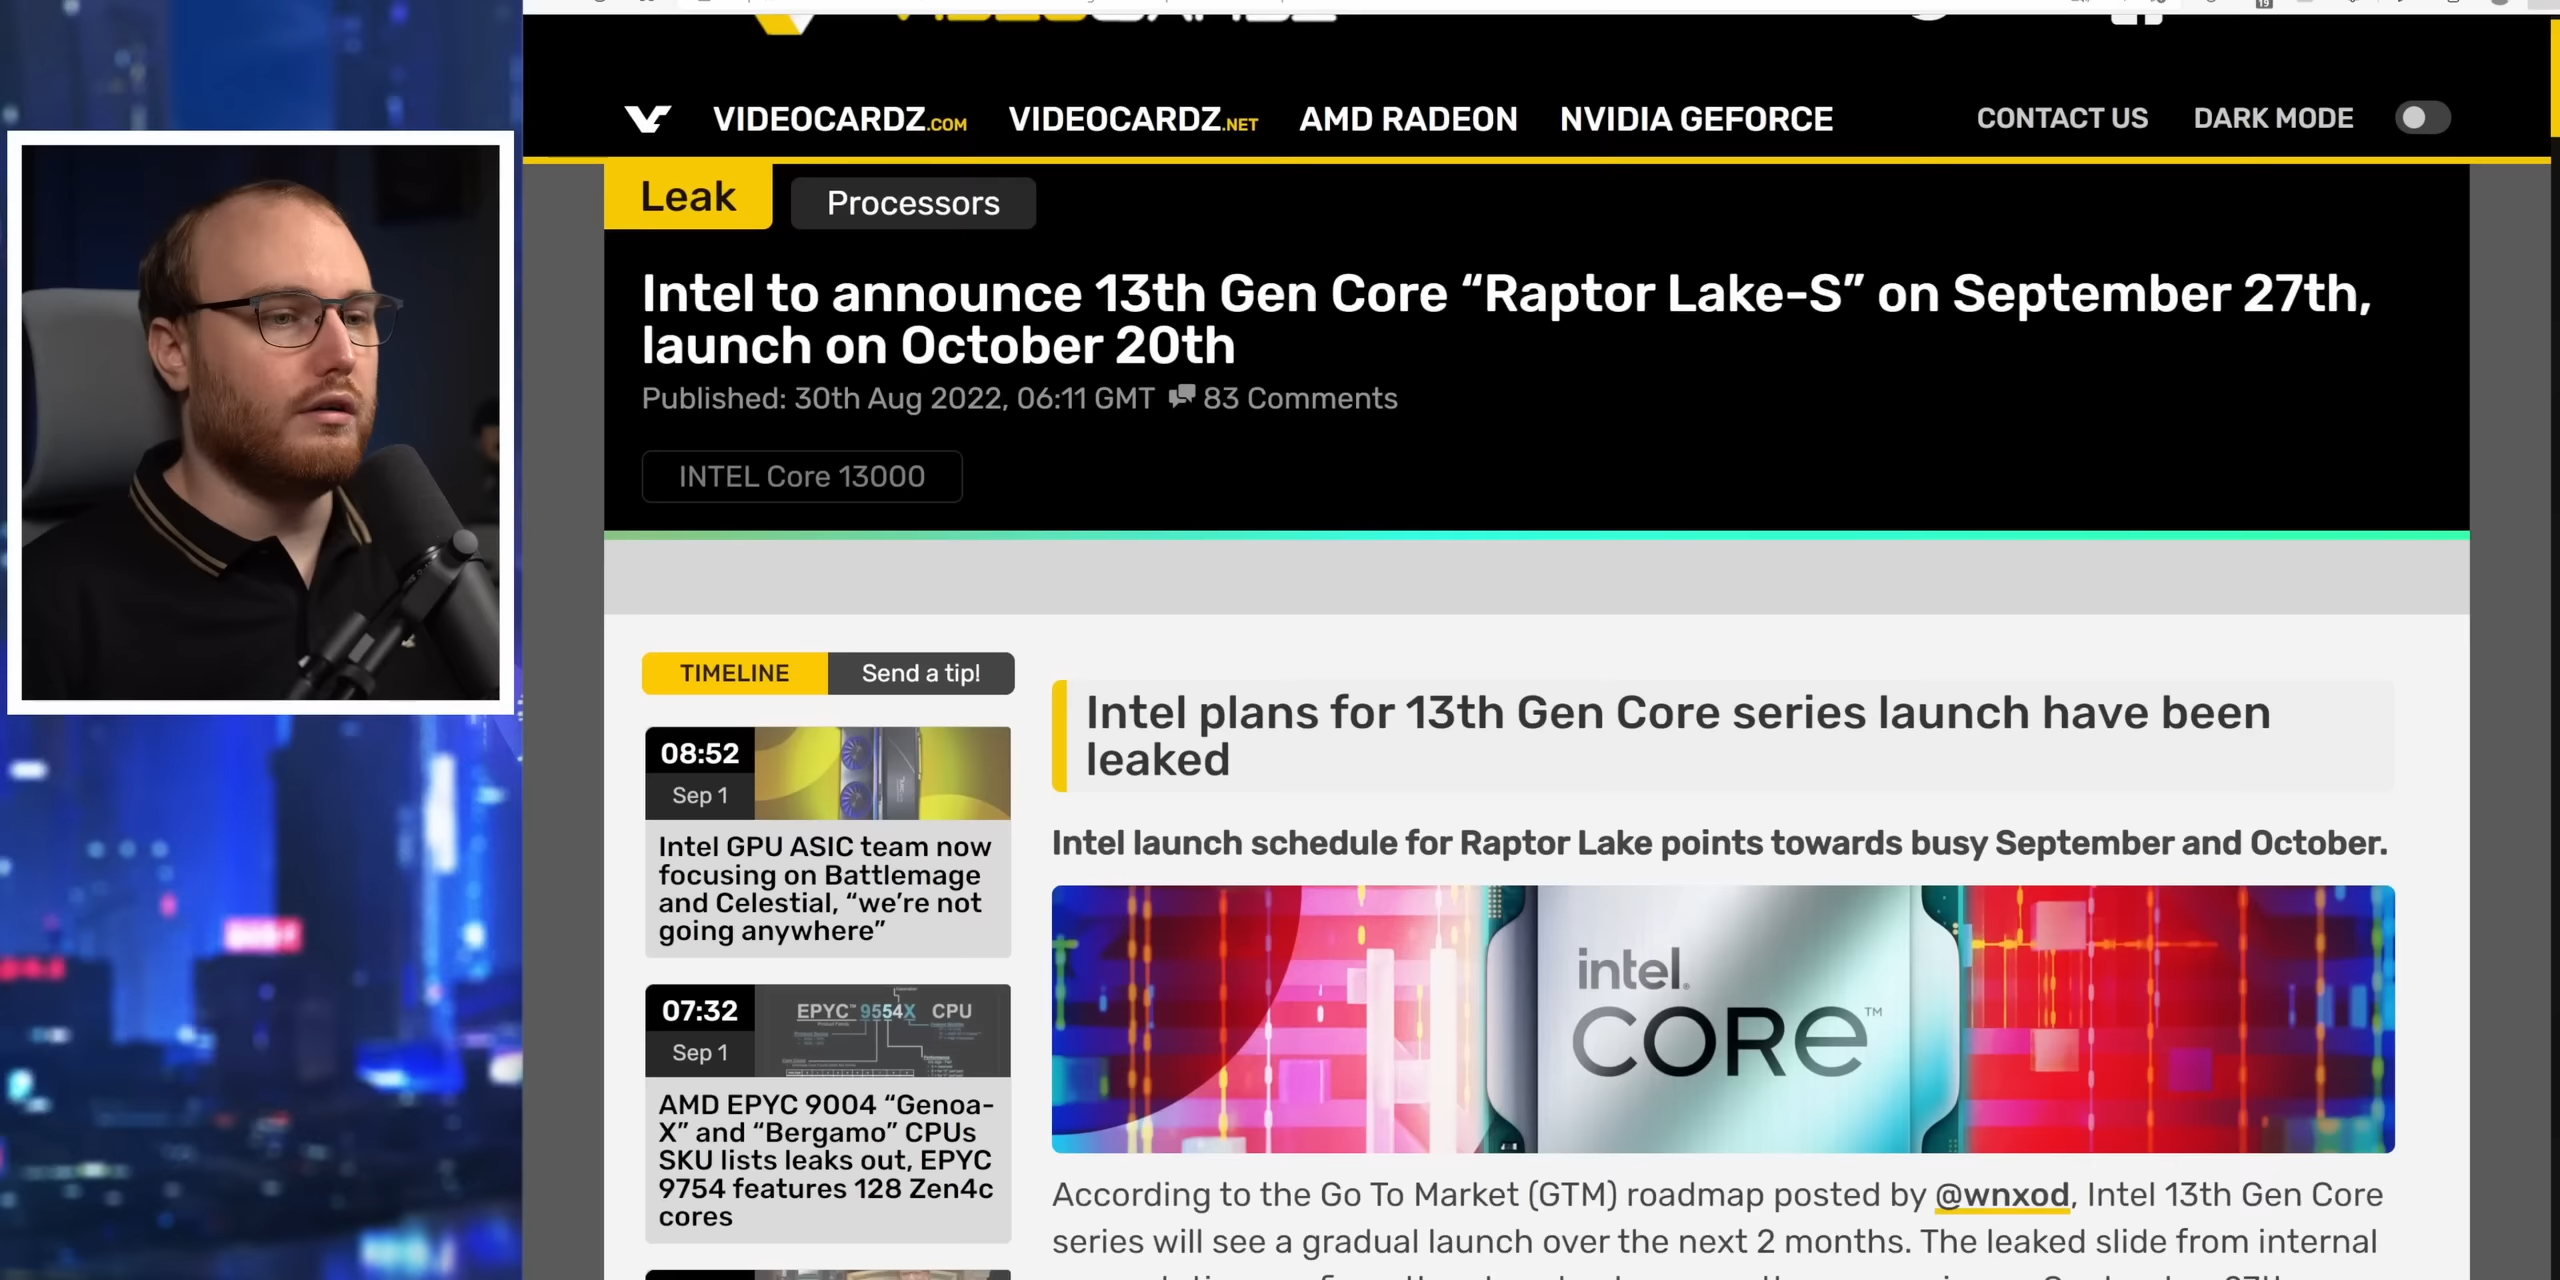 VIDEOCARDZ.COM VIDEOCARDZ.NET AMD RADEON NVIDIA GEFORCE CONTACT US DARK MODE
Leak Processors
Intel to announce 13th Gen Core “Raptor Lake-S” on September 27th,
launch on October 20th
Published: 30th Aug 2022, 06:11 GMT 83 Comments
INTEL Core 13000
TIMELINE Send a tip!
08:52
Sep 1
Intel GPU ASIC team now
focusing on Battlemage
and Celestial, “we’re not
going anywhere”
07:32
Sep 1
EPYC™ 9554X CPU
AMD EPYC 9004 “Genoa-
X” and “Bergamo” CPUs
SKU lists leaks out, EPYC
9754 features 128 Zen4c
cores
Intel plans for 13th Gen Core series launch have been
leaked
Intel launch schedule for Raptor Lake points towards busy September and October.
intel.
CORE™
According to the Go To Market (GTM) roadmap posted by @wnxod, Intel 13th Gen Core
series will see a gradual launch over the next 2 months. The leaked slide from internal